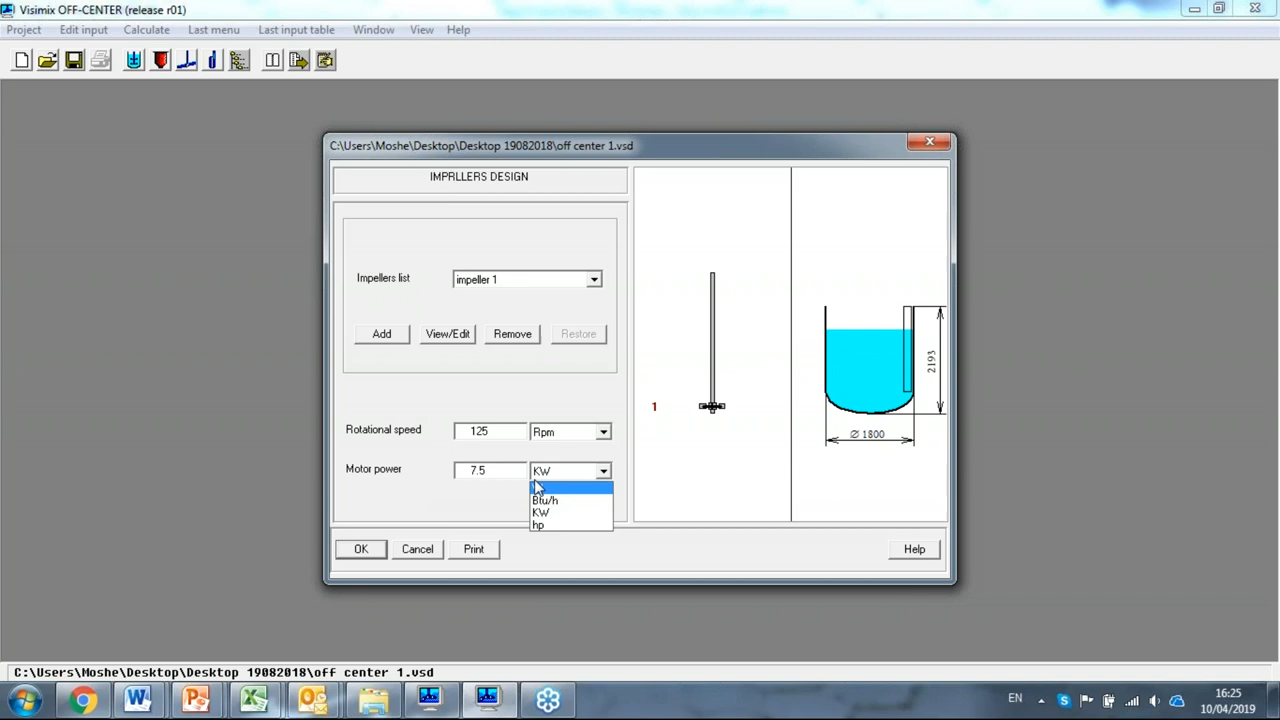 Visimix OFF-CENTER (release r01)
Project Edit input Calculate Last menu Last input table Window View Help
C:\Users\Moshe\Desktop\Desktop 19082018\off center 1.vsd
IMPRLLERS DESIGN
Impellers list impeller 1
Add View/Edit Remove Restore
1
2193
Ø 1800
Rotational speed 125 Rpm
Motor power 7.5 KW
Btu/h
KW
hp
OK Cancel Print Help
C:\Users\Moshe\Desktop\Desktop 19082018\off center 1.vsd
EN
16:25
10/04/2019